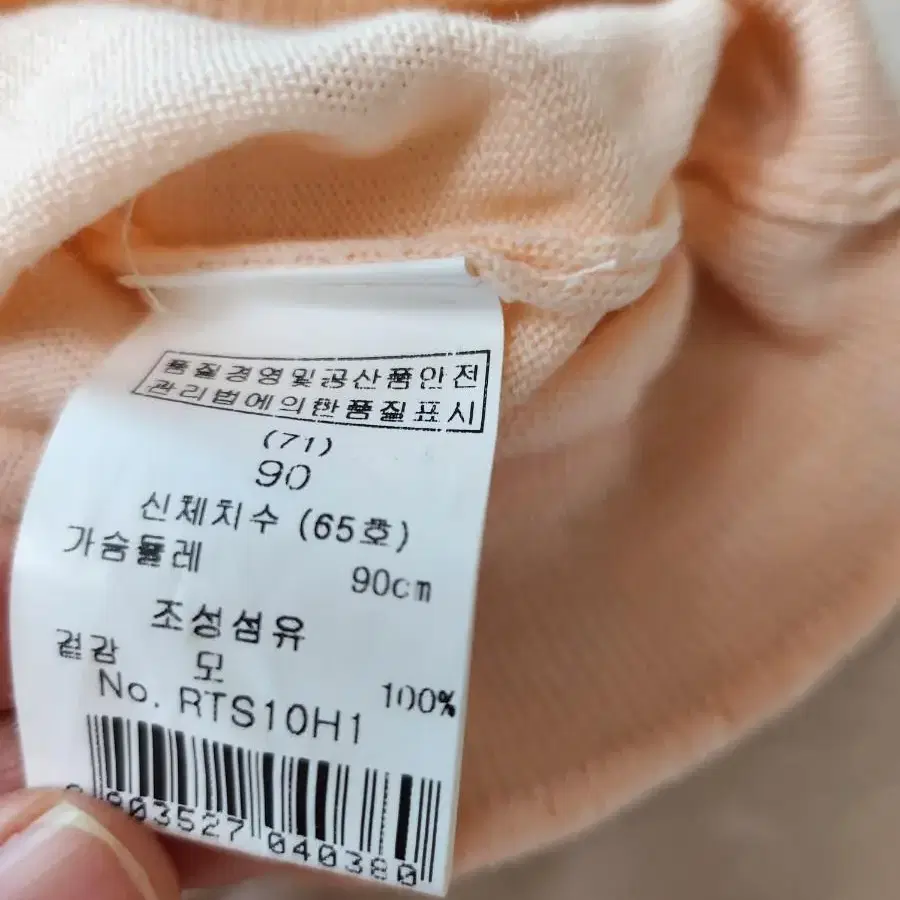 품질경영및공산품안전
관리법에의한품질표시
(71)
90
신체치수 (65호)
가슴둘레 90cm
조성섬유
겉감 모 100%
No. RTS10H1
803527 040380